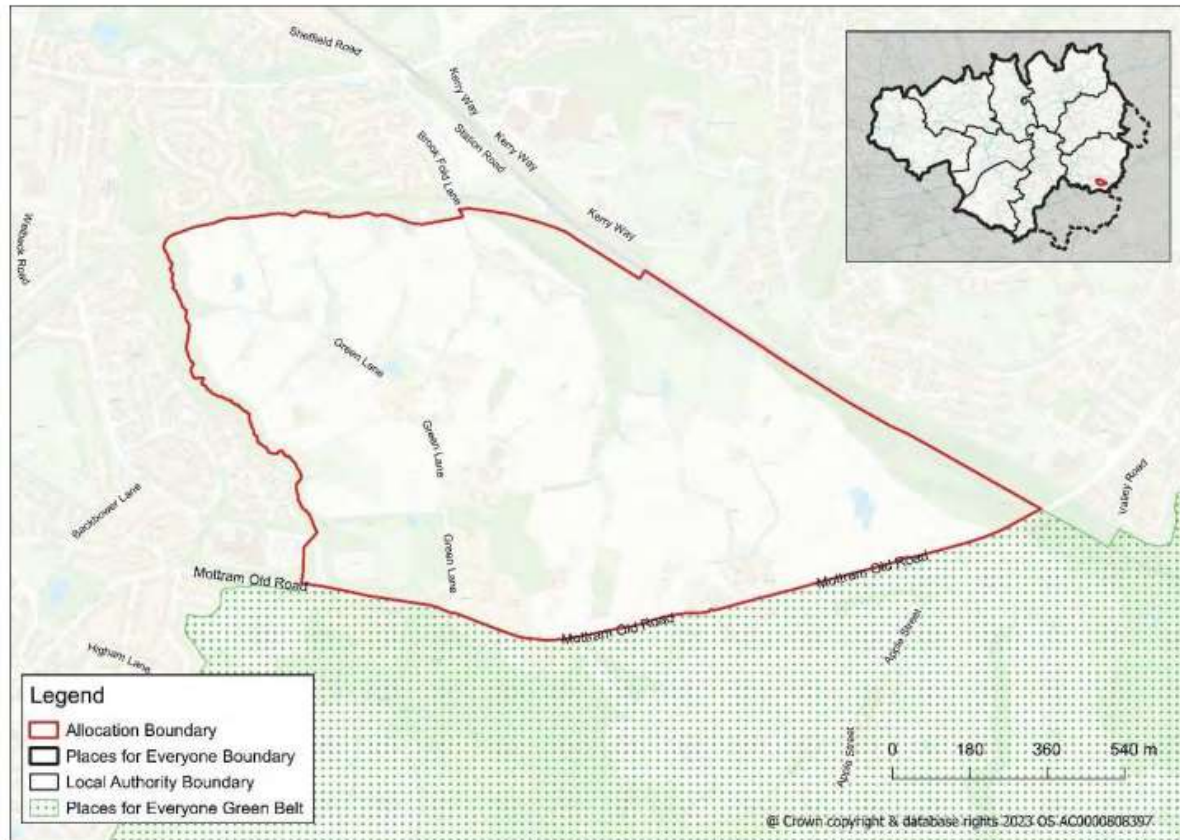 Sheffield Road
Kerry Way
Station Road
Kerry Way
Brook Fold Lane
Kerry Way
Welbeck Road
Green Lane
Green Lane
Backbower Lane
Valley Road
Green Lane
Mottram Old Road
Mottram Old Road
Mottram Old Road
Apple Street
Higham Lane
Apple Street
Legend
Allocation Boundary
Places for Everyone Boundary
Local Authority Boundary
Places for Everyone Green Belt
0 180 360 540 m
@ Crown copyright & database rights 2023 OS AC0000808397.